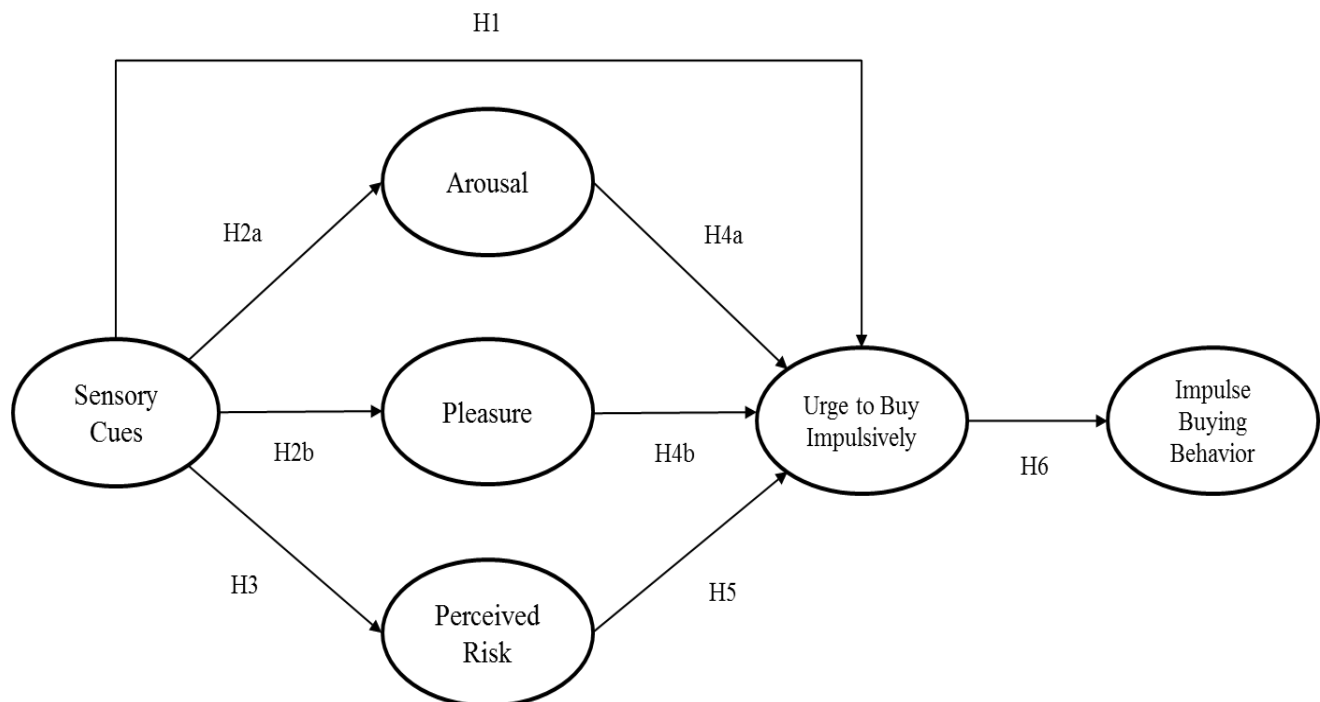 H1
Arousal
H2a
H4a
Sensory
Cues
H2b
Pleasure
H4b
Urge to Buy
Impulsively
H6
Impulse
Buying
Behavior
H3
Perceived
Risk
H5